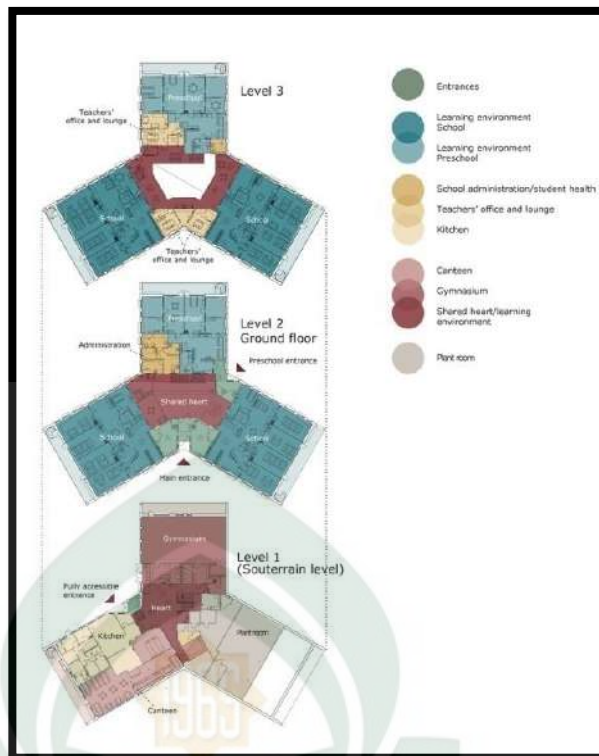 Level 3
Preschool
Teachers'
office and lounge
School
School
Teachers'
office and lounge
Level 2
Ground floor
Preschool
Administration
Preschool entrance
Shared heart
School
School
Main entrance
Level 1
(Souterrain level)
Gymnasium
Fully accessible
entrance
Heart
Kitchen
Plant room
Canteen
1963
Entrances
Learning environment
School
Learning environment
Preschool
School administration/student health
Teachers' office and lounge
Kitchen
Canteen
Gymnasium
Shared heart/learning
environment
Plant room